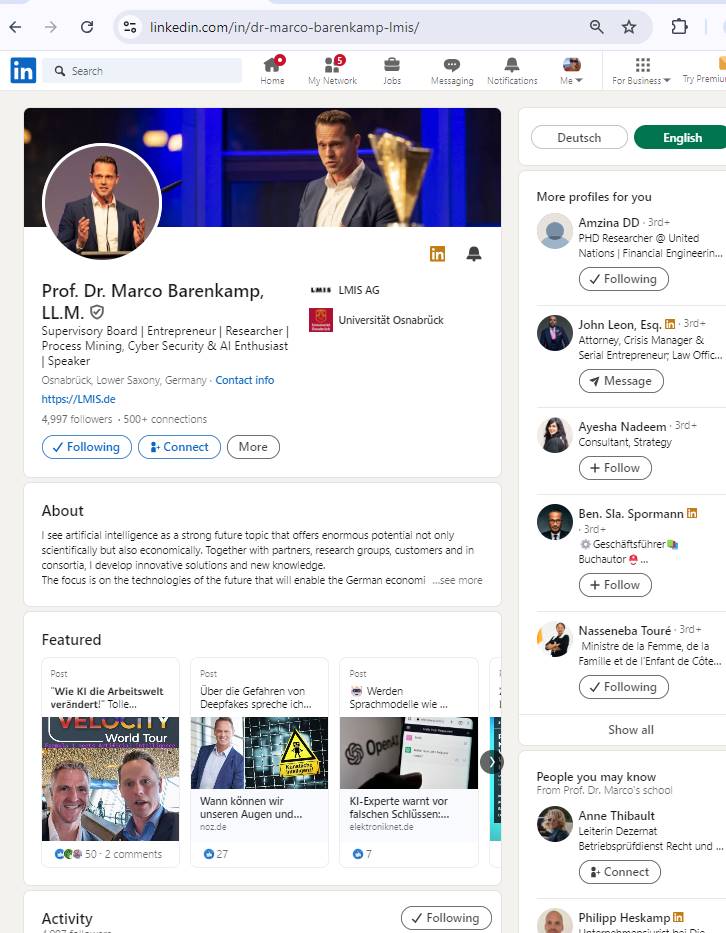 linkedin.com/in/dr-marco-barenkamp-lmis/
in
Search
Home
My Network
5
Jobs
Messaging
Notifications
Me
For Business
Try Premium
Prof. Dr. Marco Barenkamp,
LL.M.
Supervisory Board | Entrepreneur | Researcher |
Process Mining, Cyber Security & AI Enthusiast
| Speaker
Osnabrück, Lower Saxony, Germany · Contact info
https://LMIS.de
4,997 followers · 500+ connections
Following
Connect
More
LMIS
LMIS AG
Universität Osnabrück
About
I see artificial intelligence as a strong future topic that offers enormous potential not only
scientifically but also economically. Together with partners, research groups, customers and in
consortia, I develop innovative solutions and new knowledge.
The focus is on the technologies of the future that will enable the German economi ...see more
Featured
Post
"Wie KI die Arbeitswelt
verändert!" Tolle...
VELOCITY
World Tour
50 · 2 comments
Post
Über die Gefahren von
Deepfakes spreche ich...
Künstliche
Intelligenz!
Wann können wir
unseren Augen und...
noz.de
27
Post
Werden
Sprachmodelle wie ...
OpenAI
KI-Experte warnt vor
falschen Schlüssen:...
elektroniknet.de
7
Activity
4,997 followers
Following
Deutsch
English
More profiles for you
Amzina DD · 3rd+
PHD Researcher @ United
Nations | Financial Engineerin...
Following
John Leon, Esq. in · 3rd+
Attorney, Crisis Manager &
Serial Entrepreneur; Law Offic...
Message
Ayesha Nadeem · 3rd+
Consultant, Strategy
Follow
Ben. Sla. Spormann in
· 3rd+
Geschäftsführer
Buchautor ...
Follow
Nasseneba Touré · 3rd+
Ministre de la Femme, de la
Famille et de l'Enfant de Côte...
Following
Show all
People you may know
From Prof. Dr. Marco's school
Anne Thibault
Leiterin Dezernat
Betriebsprüfdienst Recht und ...
Connect
Philipp Heskamp in